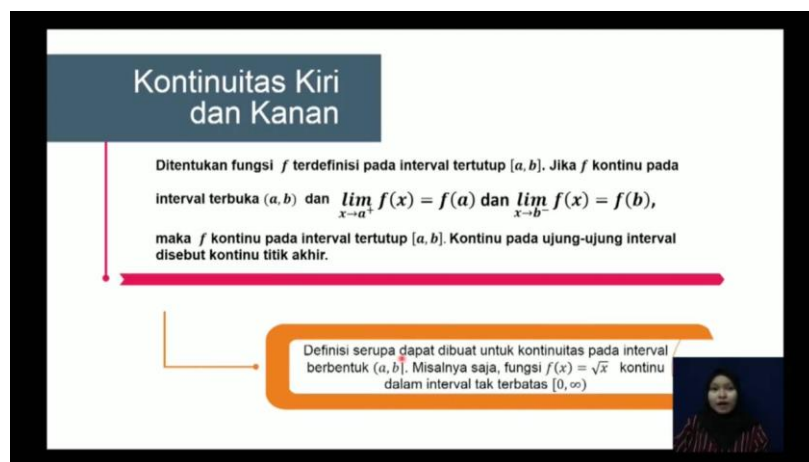 Kontinuitas Kiri
dan Kanan
Ditentukan fungsi f terdefinisi pada interval tertutup [a, b]. Jika f kontinu pada
interval terbuka (a, b) dan lim x→a⁺ f(x) = f(a) dan lim x→b⁻ f(x) = f(b),
maka f kontinu pada interval tertutup [a, b]. Kontinu pada ujung-ujung interval
disebut kontinu titik akhir.
Definisi serupa dapat dibuat untuk kontinuitas pada interval
berbentuk (a, b]. Misalnya saja, fungsi f(x) = √x kontinu
dalam interval tak terbatas [0, ∞)